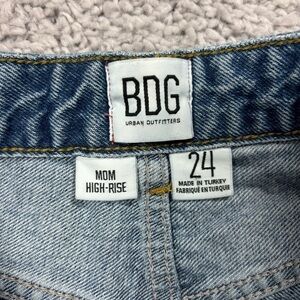 BDG
URBAN OUTFITTERS
MOM
HIGH-RISE
24
MADE IN TURKEY
FABRIQUÉ EN TURQUIE